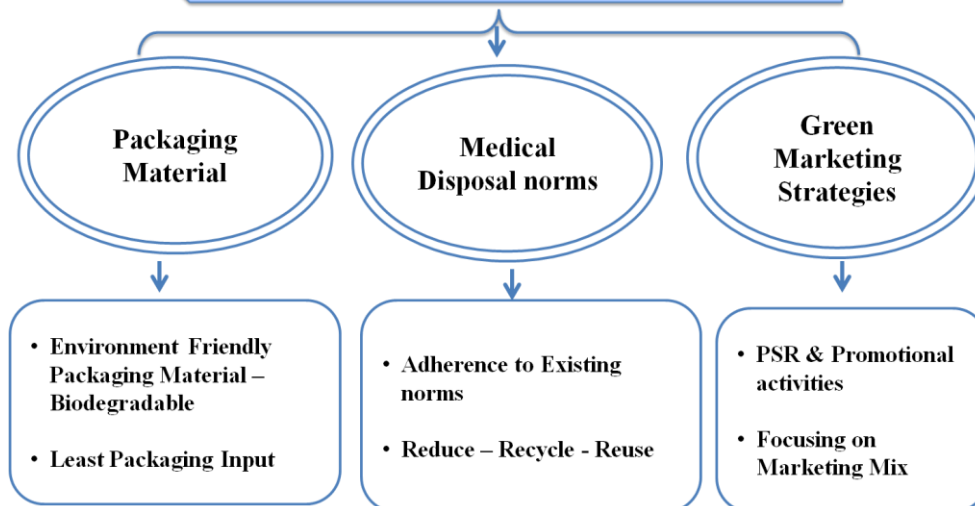 Packaging
Material
Medical
Disposal norms
Green
Marketing
Strategies
• Environment Friendly
Packaging Material –
Biodegradable
• Least Packaging Input
• Adherence to Existing
norms
• Reduce – Recycle - Reuse
• PSR & Promotional
activities
• Focusing on
Marketing Mix